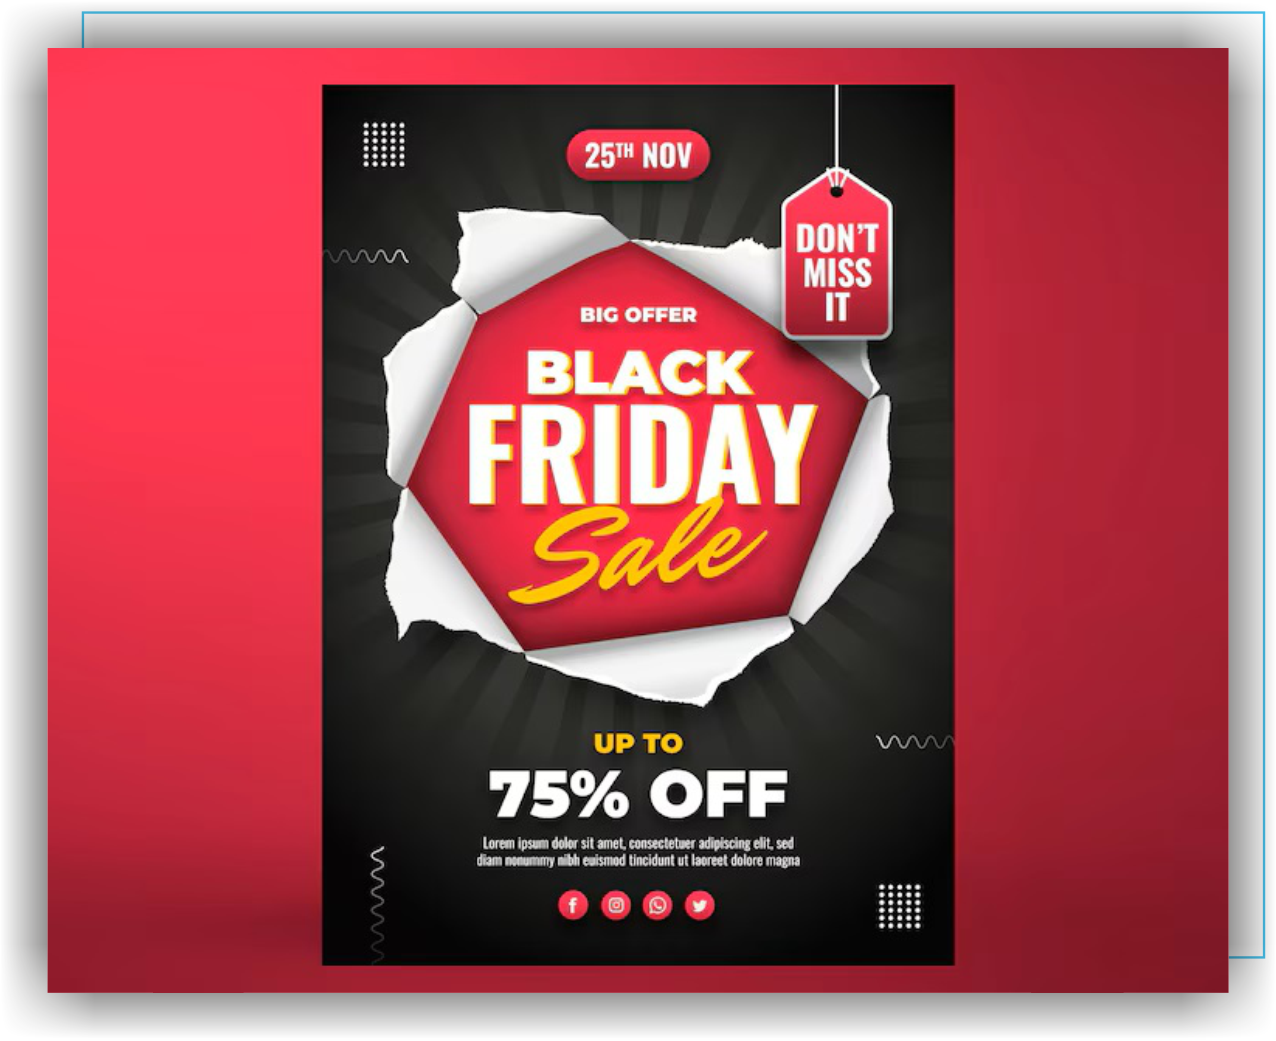 25TH NOV
DON'T
MISS
IT
BIG OFFER
BLACK
FRIDAY
Sale
UP TO
75% OFF
Lorem ipsum dolor sit amet, consectetuer adipiscing elit, sed
diam nonummy nibh euismod tincidunt ut laoreet dolore magna